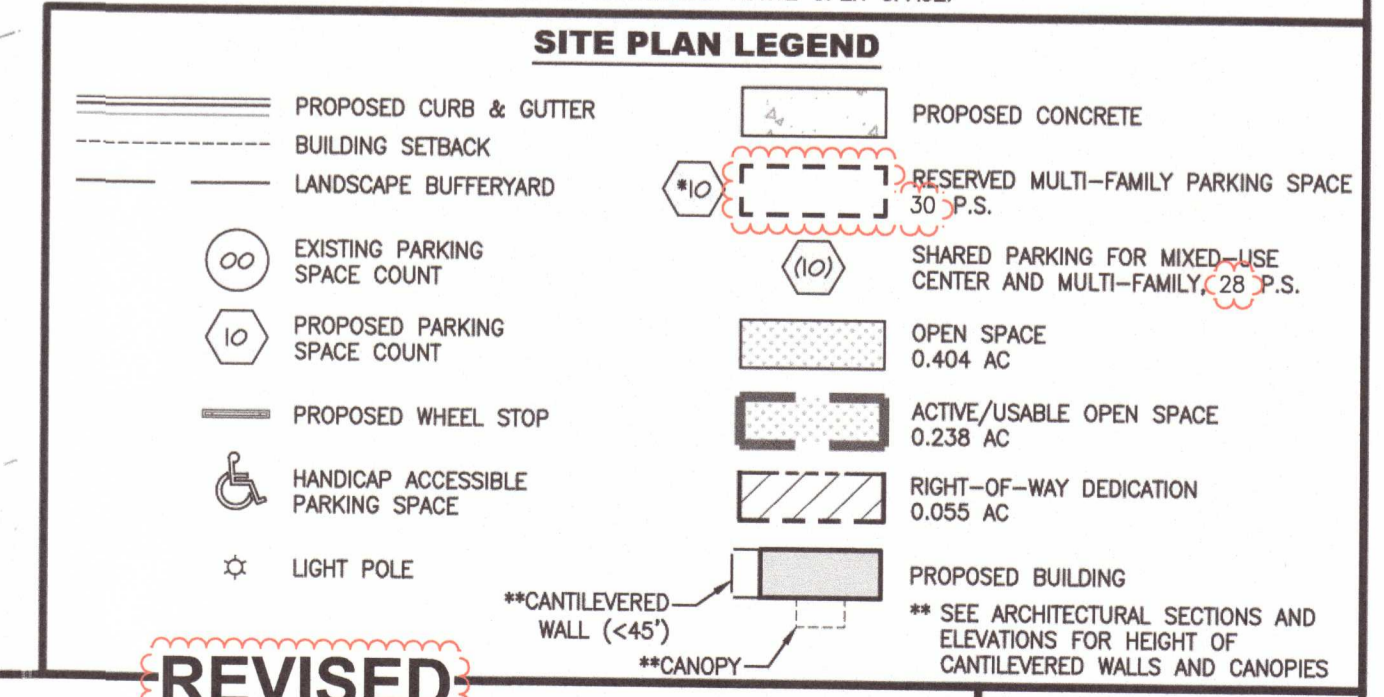 SITE PLAN LEGEND
PROPOSED CURB & GUTTER
BUILDING SETBACK
LANDSCAPE BUFFERYARD
00
EXISTING PARKING
SPACE COUNT
10
PROPOSED PARKING
SPACE COUNT
PROPOSED WHEEL STOP
HANDICAP ACCESSIBLE
PARKING SPACE
LIGHT POLE
PROPOSED CONCRETE
*10
RESERVED MULTI-FAMILY PARKING SPACE
30 P.S.
(10)
SHARED PARKING FOR MIXED-USE
CENTER AND MULTI-FAMILY, 28 P.S.
OPEN SPACE
0.404 AC
ACTIVE/USABLE OPEN SPACE
0.238 AC
RIGHT-OF-WAY DEDICATION
0.055 AC
**CANTILEVERED
WALL (<45')
**CANOPY
PROPOSED BUILDING
** SEE ARCHITECTURAL SECTIONS AND
ELEVATIONS FOR HEIGHT OF
CANTILEVERED WALLS AND CANOPIES
REVISED